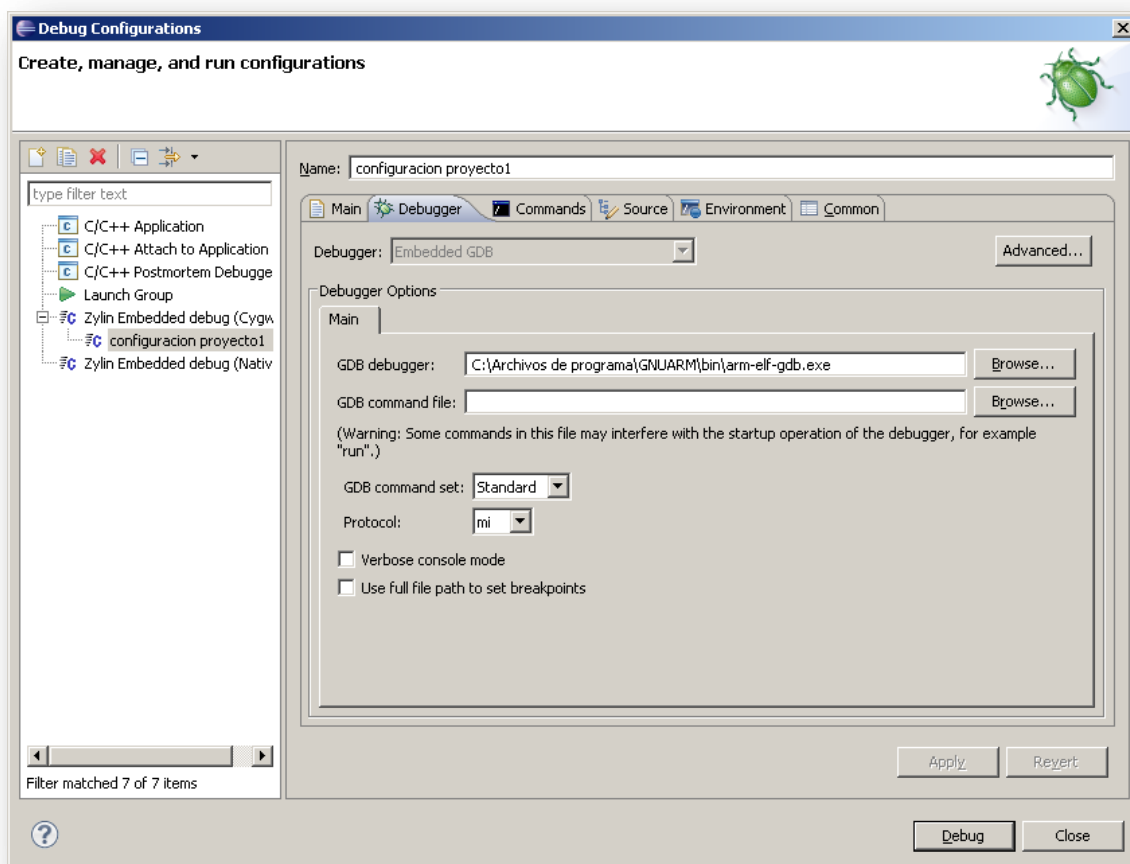 Debug Configurations
Create, manage, and run configurations
type filter text
C/C++ Application
C/C++ Attach to Application
C/C++ Postmortem Debugge
Launch Group
Zylin Embedded debug (Cygw
configuracion proyecto1
Zylin Embedded debug (Nativ
Filter matched 7 of 7 items
Name: configuracion proyecto1
Main Debugger Commands Source Environment Common
Debugger: Embedded GDB Advanced...
Debugger Options
Main
GDB debugger: C:\Archivos de programa\GNUARM\bin\arm-elf-gdb.exe Browse...
GDB command file: Browse...
(Warning: Some commands in this file may interfere with the startup operation of the debugger, for example
"run".)
GDB command set: Standard
Protocol: mi
Verbose console mode
Use full file path to set breakpoints
Apply Revert
Debug Close